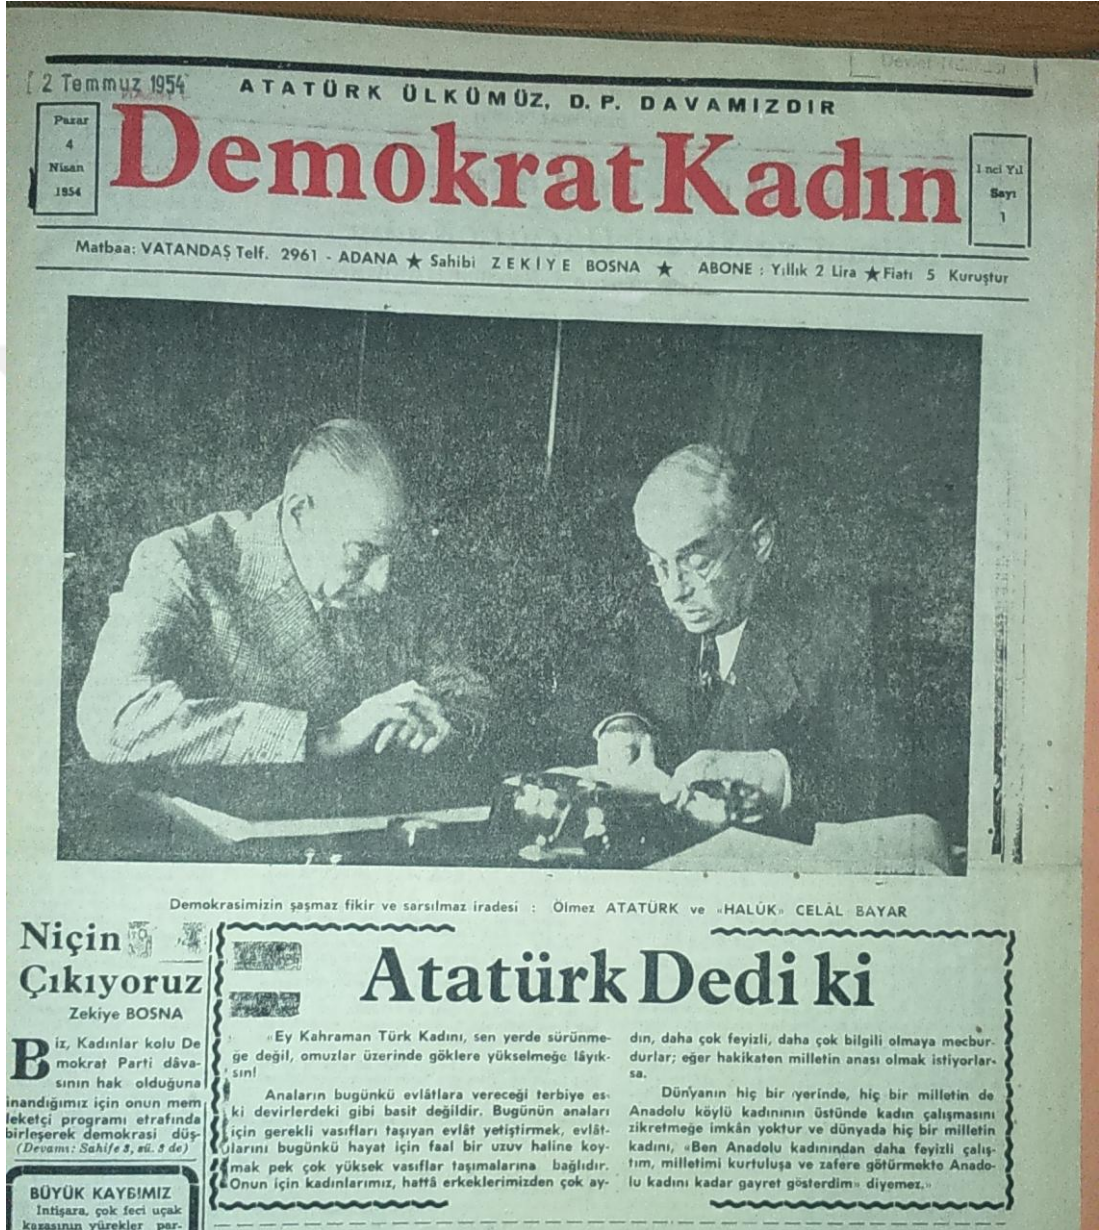 2 Temmuz 1954
ATATÜRK ÜLKÜMÜZ, D. P. DAVAMIZDIR
Pazar
4
Nisan
1954
Demokrat Kadın
1 nci Yıl
Sayı
1
Matbaa: VATANDAŞ Telf. 2961 - ADANA ★ Sahibi ZEKİYE BOSNA ★ ABONE : Yıllık 2 Lira ★ Fiatı 5 Kuruştur
Demokrasimizin şaşmaz fikir ve sarsılmaz iradesi : Ölmez ATATÜRK ve «HALÛK» CELÂL BAYAR
Niçin
Çıkıyoruz
Zekiye BOSNA
Biz, Kadınlar kolu De
mokrat Parti dâva-
sının hak olduğuna
inandığımız için onun mem
leketçi programı etrafında
birleşerek demokrasi düş-
(Devamı: Sahife 3, sü. 5 de)
BÜYÜK KAYBIMIZ
İntişara, çok feci uçak
kazasının yürekler par-
Atatürk Dedi ki
«Ey Kahraman Türk Kadını, sen yerde sürünme-
ğe değil, omuzlar üzerinde göklere yükselmeğe lâyık-
sın!
Anaların bugünkü evlâtlara vereceği terbiye es-
ki devirlerdeki gibi basit değildir. Bugünün anaları
için gerekli vasıfları taşıyan evlât yetiştirmek, evlât-
larını bugünkü hayat için faal bir uzuv haline koy-
mak pek çok yüksek vasıflar taşımalarına bağlıdır.
Onun için kadınlarımız, hattâ erkeklerimizden çok ay-
dın, daha çok feyizli, daha çok bilgili olmaya mecbur-
durlar; eğer hakikaten milletin anası olmak istiyorlar-
sa.
Dünyanın hiç bir yerinde, hiç bir milletin de
Anadolu köylü kadınının üstünde kadın çalışmasını
zikretmeğe imkân yoktur ve dünyada hiç bir milletin
kadını, «Ben Anadolu kadınından daha feyizli çalış-
tım, milletimi kurtuluşa ve zafere götürmekte Anado-
lu kadını kadar gayret gösterdim» diyemez.»